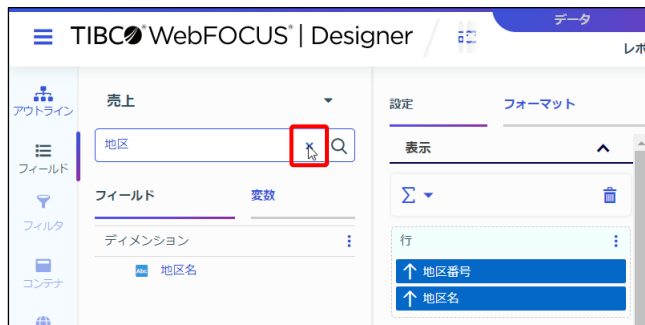 データ
TIBCO® WebFOCUS® | Designer
レポ
アウトライン
フィールド
フィルタ
コンテナ
売上
地区
フィールド 変数
ディメンション
Abc 地区名
設定 フォーマット
表示
Σ
行
地区番号
地区名